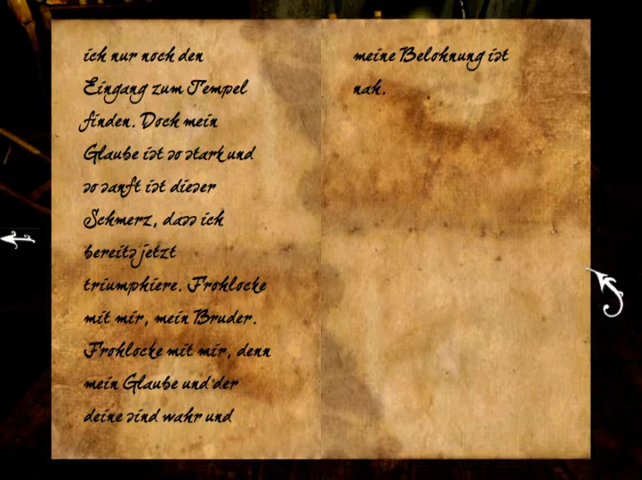 ich nur noch den
Eingang zum Tempel
finden. Doch mein
Glaube ist so stark und
so sanft ist dieser
Schmerz, dass ich
bereits jetzt
triumphiere. Frohlocke
mit mir, mein Bruder.
Frohlocke mit mir, denn
mein Glaube und der
deine sind wahr und
meine Belohnung ist
nah.